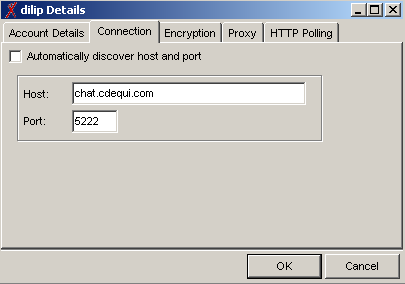 dilip Details
Account Details Connection Encryption Proxy HTTP Polling
Automatically discover host and port
Host: chat.cdequi.com
Port: 5222
OK Cancel